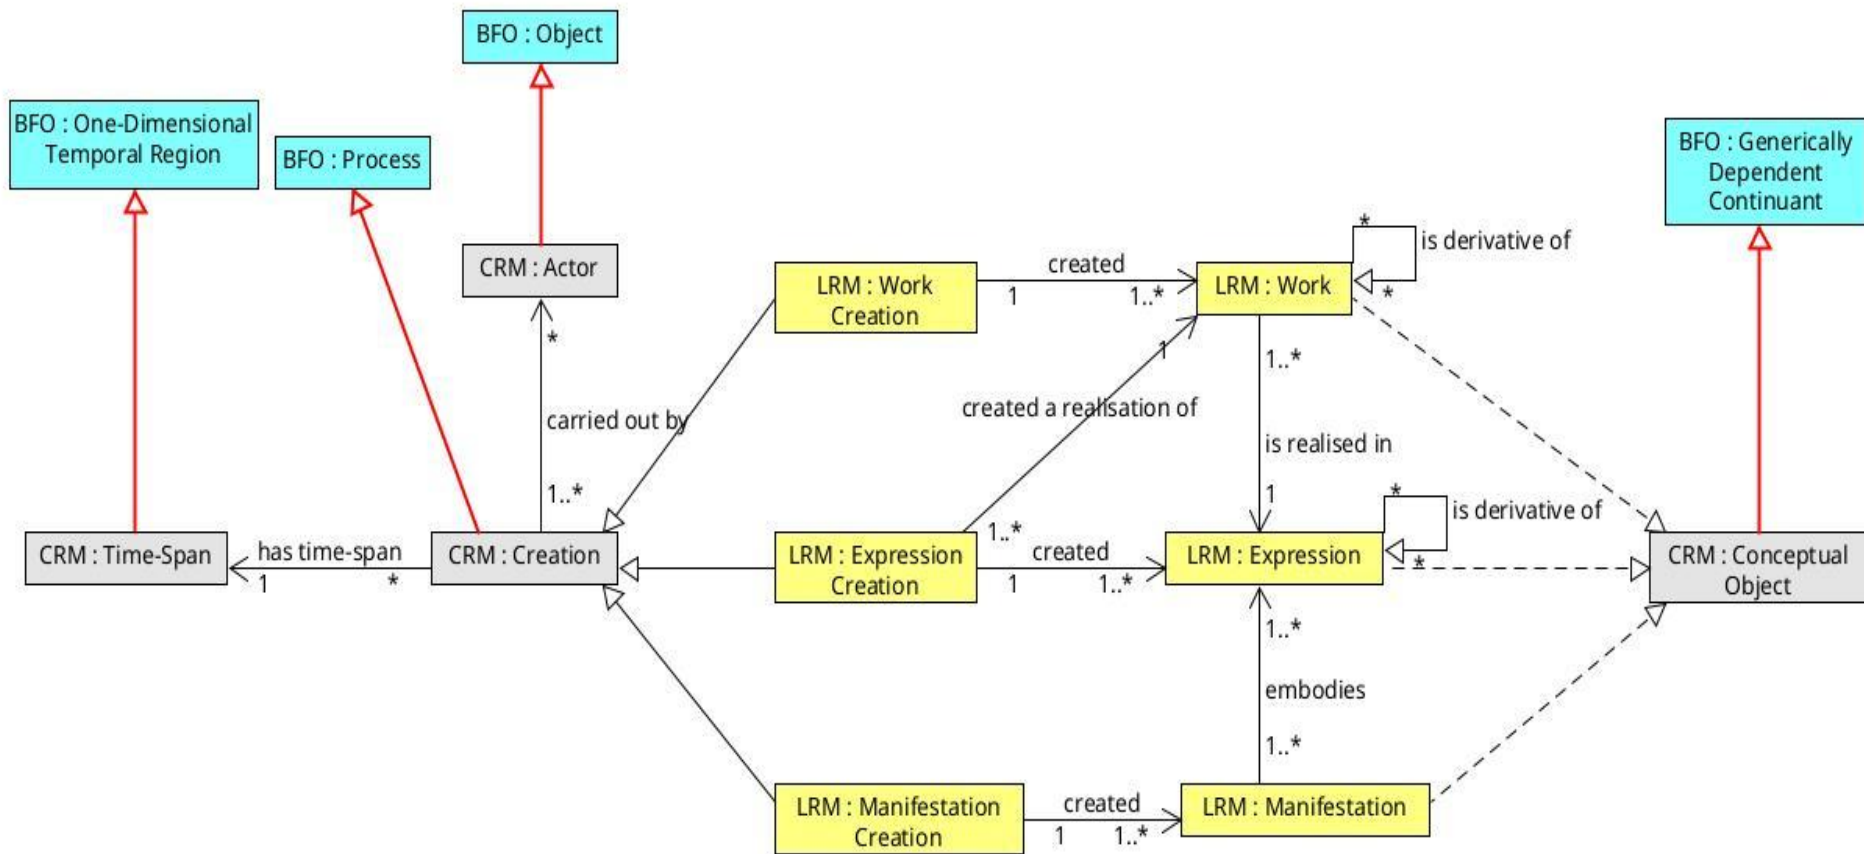 BFO : Object
BFO : One-Dimensional
Temporal Region
BFO : Process
BFO : Generically
Dependent
Continuant
CRM : Actor
*
carried out by
1..*
LRM : Work
Creation
created
1
1..*
LRM : Work
*
is derivative of
*
1
created a realisation of
1..*
1..*
is realised in
1
CRM : Time-Span
has time-span
1
*
CRM : Creation
LRM : Expression
Creation
created
1
1..*
LRM : Expression
*
is derivative of
*
CRM : Conceptual
Object
1..*
embodies
1..*
LRM : Manifestation
Creation
created
1
1..*
LRM : Manifestation